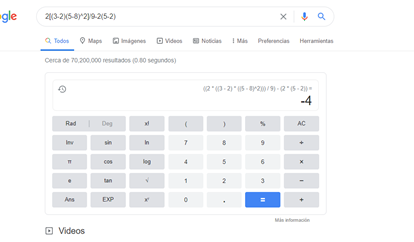 gle
2[(3-2)(5-8)^2]/9-2(5-2)
Todos Maps Imágenes Videos Noticias Más Preferencias Herramientas
Cerca de 70,200,000 resultados (0.80 segundos)
((2 * ((3 - 2) * ((5 - 8)^2))) / 9) - (2 * (5 - 2)) =
-4
Rad | Deg x! ( ) % AC
Inv sin ln 7 8 9 ÷
π cos log 4 5 6 ×
e tan √ 1 2 3 −
Ans EXP xʸ 0 . = +
Más información
Videos